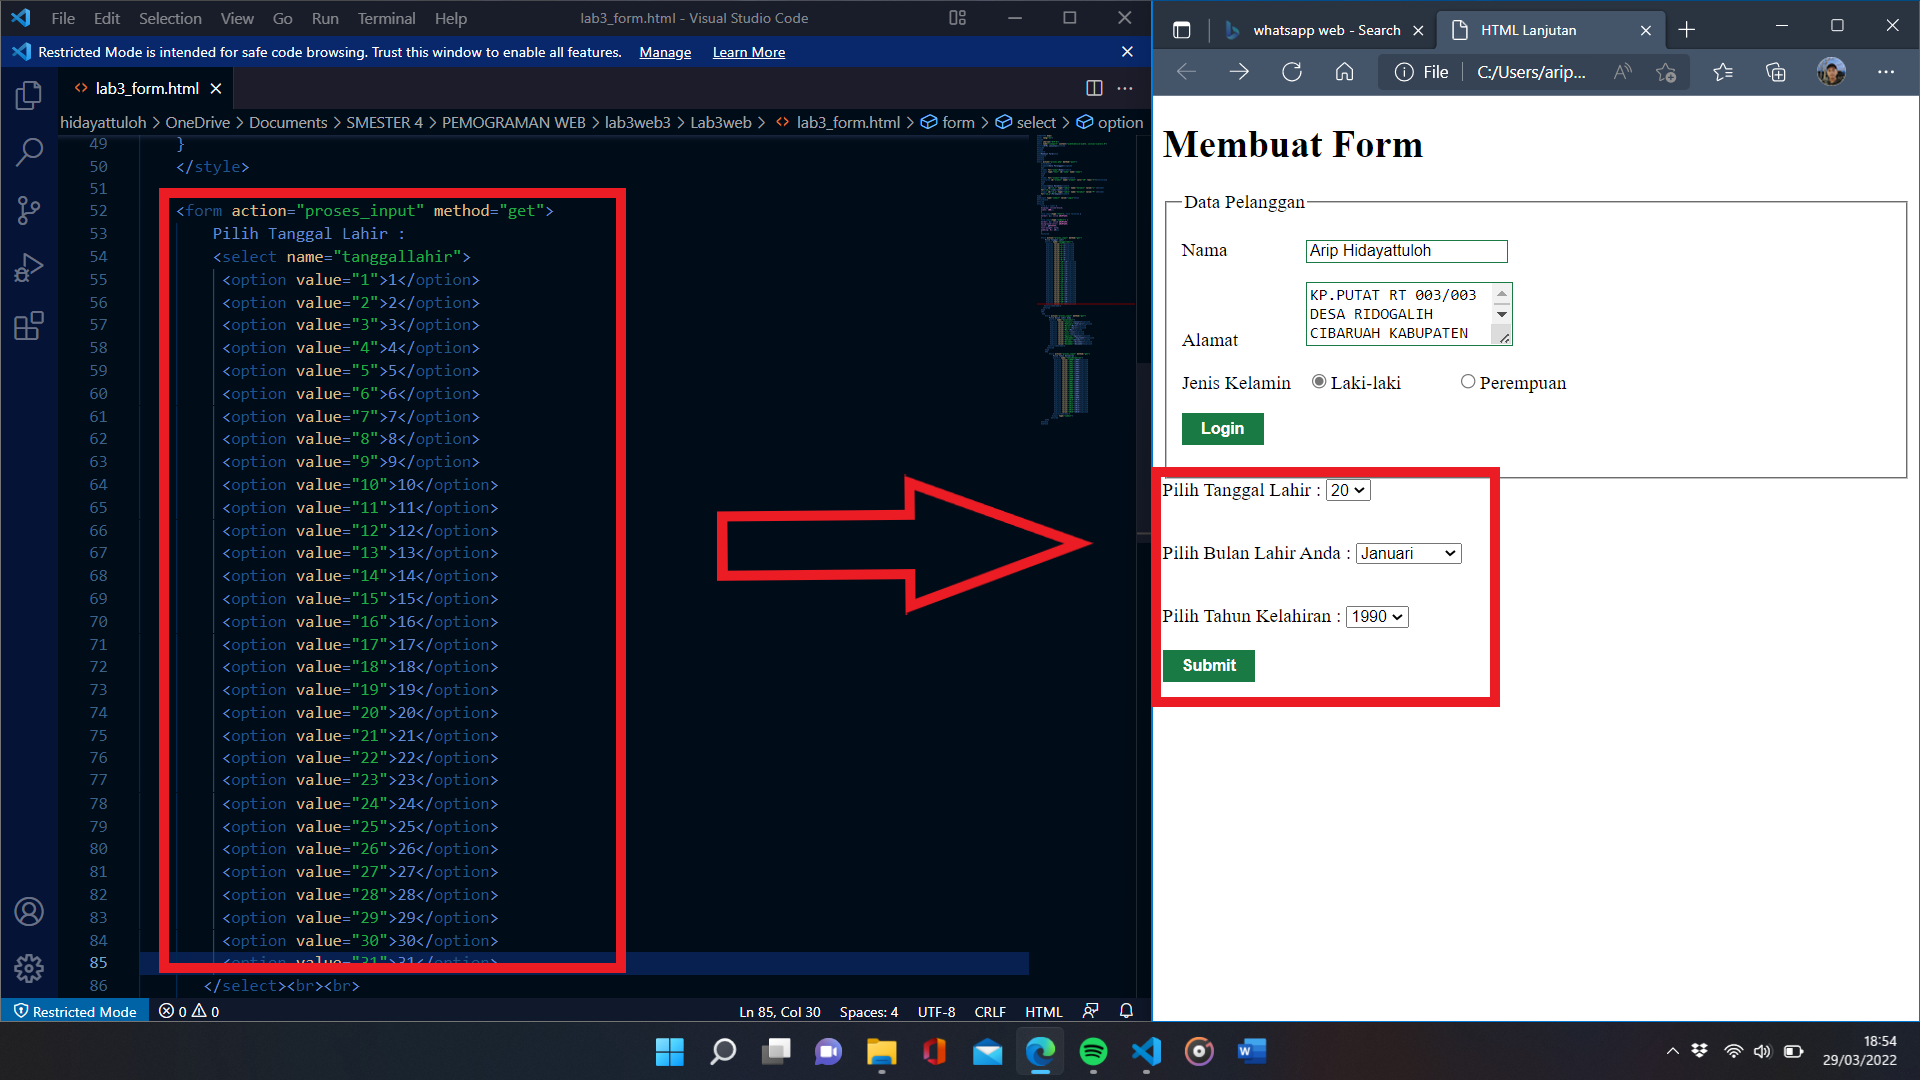 File Edit Selection View Go Run Terminal Help
lab3_form.html - Visual Studio Code
Restricted Mode is intended for safe code browsing. Trust this window to enable all features. Manage Learn More
lab3_form.html
hidayattuloh > OneDrive > Documents > SMESTER 4 > PEMOGRAMAN WEB > lab3web3 > Lab3web > lab3_form.html > form > select > option
49 }
50 </style>
51
52 <form action="proses_input" method="get">
53 Pilih Tanggal Lahir :
54 <select name="tanggallahir">
55 <option value="1">1</option>
56 <option value="2">2</option>
57 <option value="3">3</option>
58 <option value="4">4</option>
59 <option value="5">5</option>
60 <option value="6">6</option>
61 <option value="7">7</option>
62 <option value="8">8</option>
63 <option value="9">9</option>
64 <option value="10">10</option>
65 <option value="11">11</option>
66 <option value="12">12</option>
67 <option value="13">13</option>
68 <option value="14">14</option>
69 <option value="15">15</option>
70 <option value="16">16</option>
71 <option value="17">17</option>
72 <option value="18">18</option>
73 <option value="19">19</option>
74 <option value="20">20</option>
75 <option value="21">21</option>
76 <option value="22">22</option>
77 <option value="23">23</option>
78 <option value="24">24</option>
79 <option value="25">25</option>
80 <option value="26">26</option>
81 <option value="27">27</option>
82 <option value="28">28</option>
83 <option value="29">29</option>
84 <option value="30">30</option>
85 <option value="31">31</option>
86 </select><br><br>
Restricted Mode 0 0 Ln 85, Col 30 Spaces: 4 UTF-8 CRLF HTML
whatsapp web - Search
HTML Lanjutan
File C:/Users/arip...
Membuat Form
Data Pelanggan
Nama Arip Hidayattuloh
KP.PUTAT RT 003/003
DESA RIDOGALIH
CIBARUAH KABUPATEN
Alamat
Jenis Kelamin Laki-laki Perempuan
Login
Pilih Tanggal Lahir : 20
Pilih Bulan Lahir Anda : Januari
Pilih Tahun Kelahiran : 1990
Submit
18:54
29/03/2022